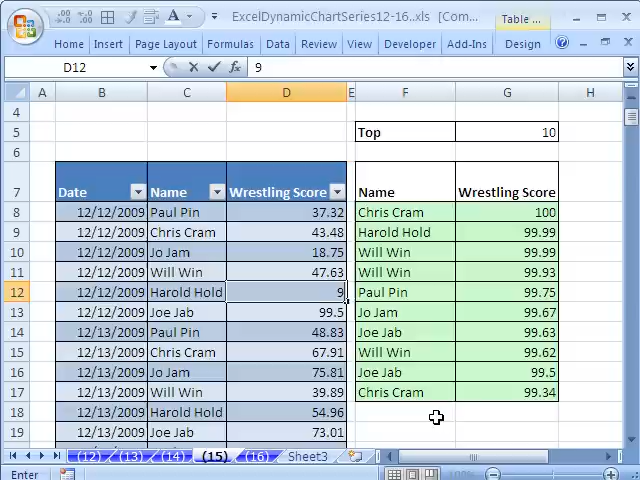 ExcelDynamicChartSeries12-16..xls [Com...
Table ...
Home Insert Page Layout Formulas Data Review View Developer Add-Ins Design
D12 9
A B C D E F G H
4
5 Top 10
6
7 Date Name Wrestling Score Name Wrestling Score
8 12/12/2009 Paul Pin 37.32 Chris Cram 100
9 12/12/2009 Chris Cram 43.48 Harold Hold 99.99
10 12/12/2009 Jo Jam 18.75 Will Win 99.99
11 12/12/2009 Will Win 47.63 Will Win 99.93
12 12/12/2009 Harold Hold 9 Paul Pin 99.75
13 12/12/2009 Joe Jab 99.5 Jo Jam 99.67
14 12/13/2009 Paul Pin 48.83 Joe Jab 99.63
15 12/13/2009 Chris Cram 67.91 Will Win 99.62
16 12/13/2009 Jo Jam 75.81 Joe Jab 99.5
17 12/13/2009 Will Win 39.89 Chris Cram 99.34
18 12/13/2009 Harold Hold 54.96
19 12/13/2009 Joe Jab 73.01
(12) (13) (14) (15) (16) Sheet3
Enter 100%